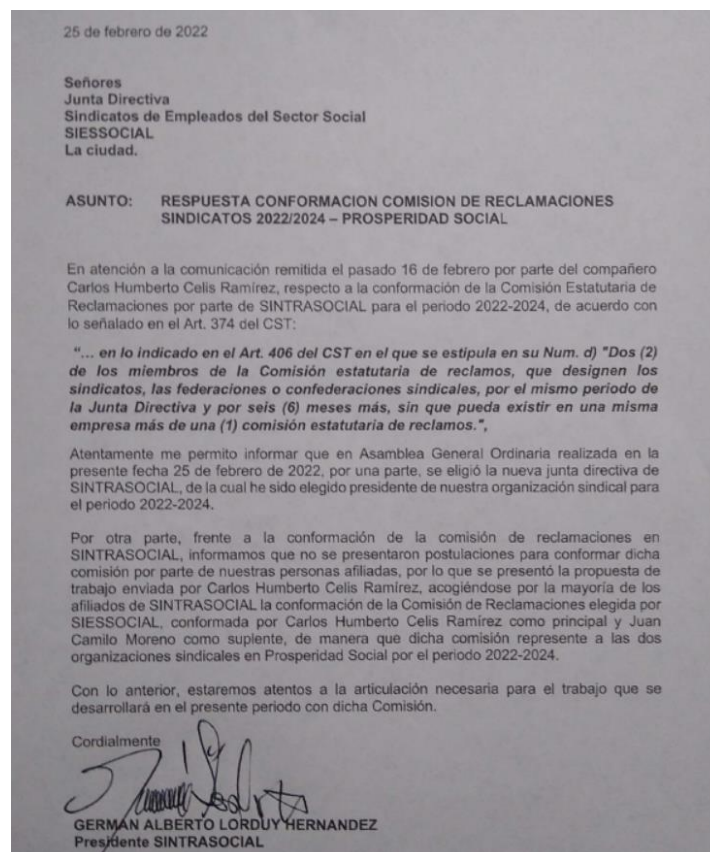 25 de febrero de 2022
Señores
Junta Directiva
Sindicatos de Empleados del Sector Social
SIESSOCIAL
La ciudad.
ASUNTO: RESPUESTA CONFORMACION COMISION DE RECLAMACIONES
SINDICATOS 2022/2024 – PROSPERIDAD SOCIAL
En atención a la comunicación remitida el pasado 16 de febrero por parte del compañero
Carlos Humberto Celis Ramírez, respecto a la conformación de la Comisión Estatutaria de
Reclamaciones por parte de SINTRASOCIAL para el periodo 2022-2024, de acuerdo con
lo señalado en el Art. 374 del CST:
“... en lo indicado en el Art. 406 del CST en el que se estipula en su Num. d) "Dos (2)
de los miembros de la Comisión estatutaria de reclamos, que designen los
sindicatos, las federaciones o confederaciones sindicales, por el mismo periodo de
la Junta Directiva y por seis (6) meses más, sin que pueda existir en una misma
empresa más de una (1) comisión estatutaria de reclamos.",
Atentamente me permito informar que en Asamblea General Ordinaria realizada en la
presente fecha 25 de febrero de 2022, por una parte, se eligió la nueva junta directiva de
SINTRASOCIAL, de la cual he sido elegido presidente de nuestra organización sindical para
el periodo 2022-2024.
Por otra parte, frente a la conformación de la comisión de reclamaciones en
SINTRASOCIAL, informamos que no se presentaron postulaciones para conformar dicha
comisión por parte de nuestras personas afiliadas, por lo que se presentó la propuesta de
trabajo enviada por Carlos Humberto Celis Ramírez, acogiéndose por la mayoría de los
afiliados de SINTRASOCIAL la conformación de la Comisión de Reclamaciones elegida por
SIESSOCIAL, conformada por Carlos Humberto Celis Ramírez como principal y Juan
Camilo Moreno como suplente, de manera que dicha comisión represente a las dos
organizaciones sindicales en Prosperidad Social por el periodo 2022-2024.
Con lo anterior, estaremos atentos a la articulación necesaria para el trabajo que se
desarrollará en el presente periodo con dicha Comisión.
Cordialmente
GERMÁN ALBERTO LORDUY HERNANDEZ
Presidente SINTRASOCIAL